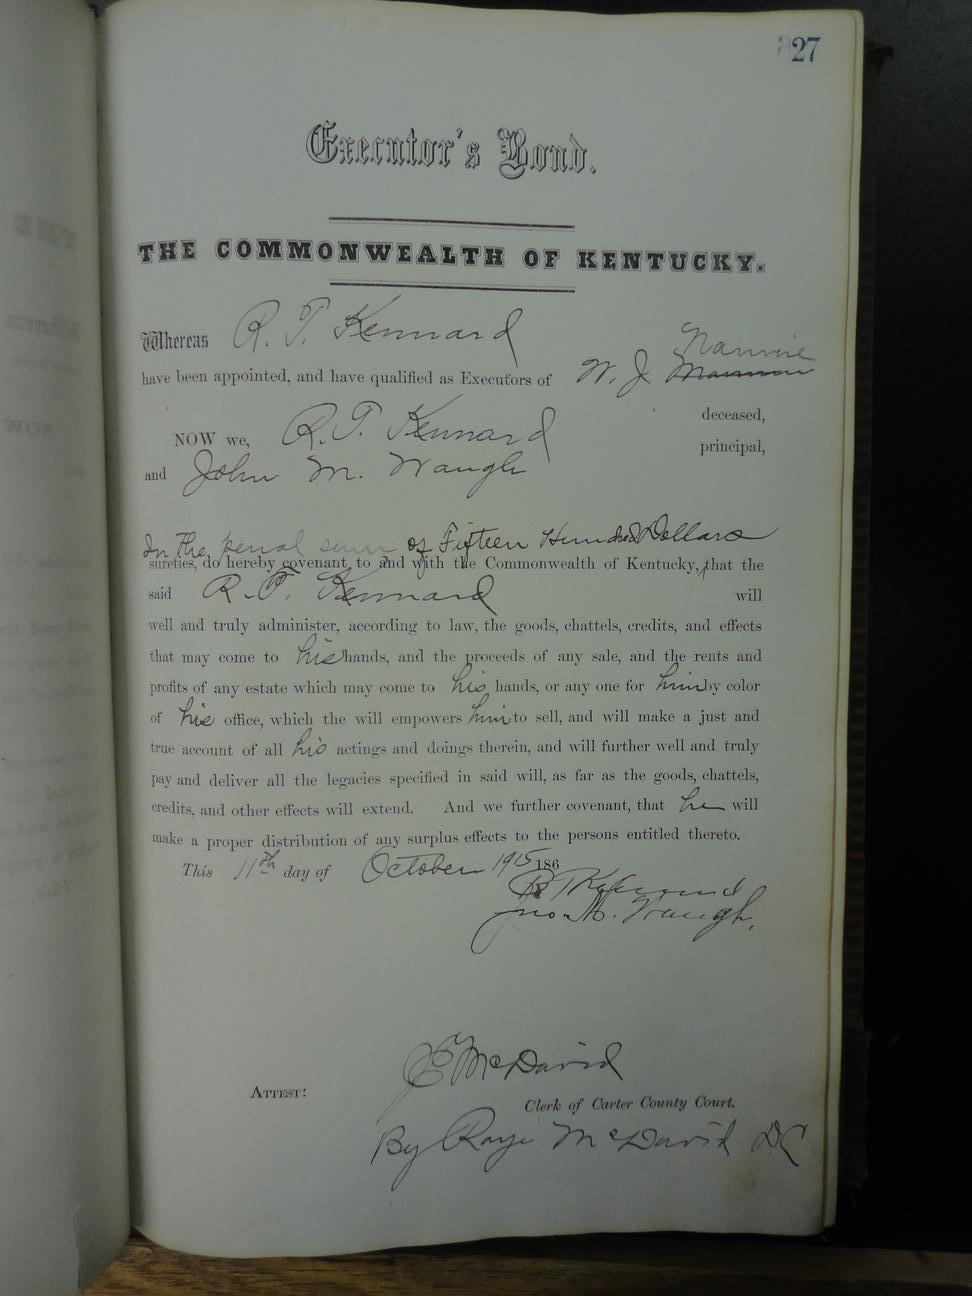 27
Executor's Bond.
THE COMMONWEALTH OF KENTUCKY.
Whereas R. T. Kennard
Nannie
have been appointed, and have qualified as Executors of W. J.
deceased,
NOW we, R. T. Kennard principal,
and John M. Waugh
In the penal sum of Fifteen Hundred Dollars
sureties, do hereby covenant to and with the Commonwealth of Kentucky, that the
said R. T. Kennard will
well and truly administer, according to law, the goods, chattels, credits, and effects
that may come to his hands, and the proceeds of any sale, and the rents and
profits of any estate which may come to his hands, or any one for him by color
of his office, which the will empowers him to sell, and will make a just and
true account of all his actings and doings therein, and will further well and truly
pay and deliver all the legacies specified in said will, as far as the goods, chattels,
credits, and other effects will extend. And we further covenant, that he will
make a proper distribution of any surplus effects to the persons entitled thereto.
This 11th day of October 1915 186
R T Kennard
Jno. M. Waugh.
J E McDavid
ATTEST:
Clerk of Carter County Court.
By McDavid DC